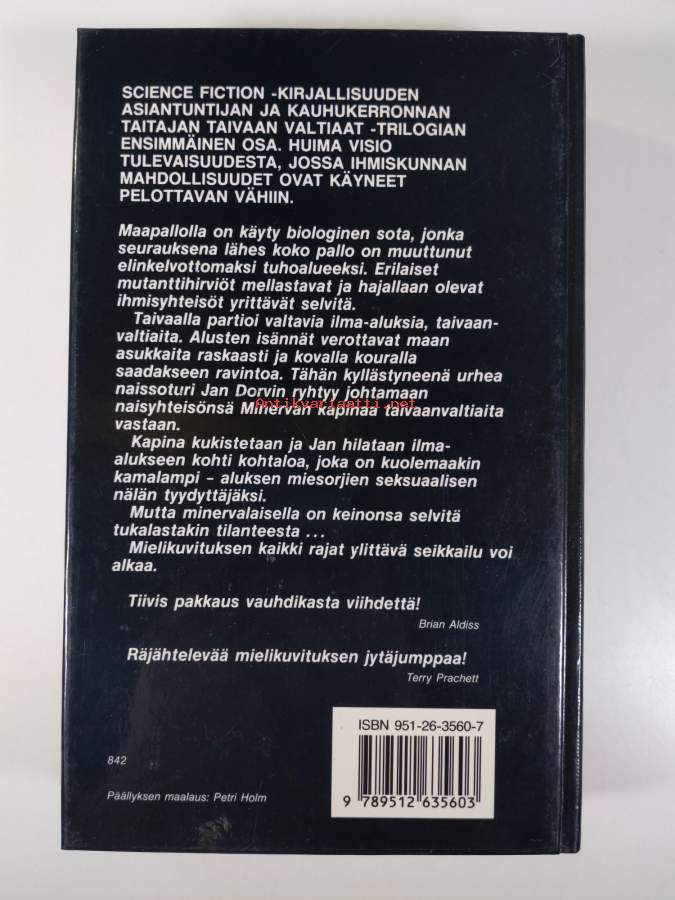 SCIENCE FICTION -KIRJALLISUUDEN
ASIANTUNTIJAN JA KAUHUKERRONNAN
TAITAJAN TAIVAAN VALTIAAT -TRILOGIAN
ENSIMMÄINEN OSA. HUIMA VISIO
TULEVAISUUDESTA, JOSSA IHMISKUNNAN
MAHDOLLISUUDET OVAT KÄYNEET
PELOTTAVAN VÄHIIN.
Maapallolla on käyty biologinen sota, jonka
seurauksena lähes koko pallo on muuttunut
elinkelvottomaksi tuhoalueeksi. Erilaiset
mutanttihirviöt mellastavat ja hajallaan olevat
ihmisyhteisöt yrittävät selvitä.
Taivaalla partioi valtavia ilma-aluksia, taivaan-
valtiaita. Alusten isännät verottavat maan
asukkaita raskaasti ja kovalla kouralla
saadakseen ravintoa. Tähän kyllästyneenä urhea
naissoturi Jan Dorvin ryhtyy johtamaan
naisyhteisönsä Minervan kapinaa taivaanvaltiaita
vastaan.
Antikvariaatti.net
Kapina kukistetaan ja Jan hilataan ilma-
alukseen kohti kohtaloa, joka on kuolemaakin
kamalampi – aluksen miesorjien seksuaalisen
nälän tyydyttäjäksi.
Mutta minervalaisella on keinonsa selvitä
tukalastakin tilanteesta ...
Mielikuvituksen kaikki rajat ylittävä seikkailu voi
alkaa.
Tiivis pakkaus vauhdikasta viihdettä!
Brian Aldiss
Räjähtelevää mielikuvituksen jytäjumppaa!
Terry Prachett
ISBN 951-26-3560-7
9 789512 635603
842
Päällyksen maalaus: Petri Holm